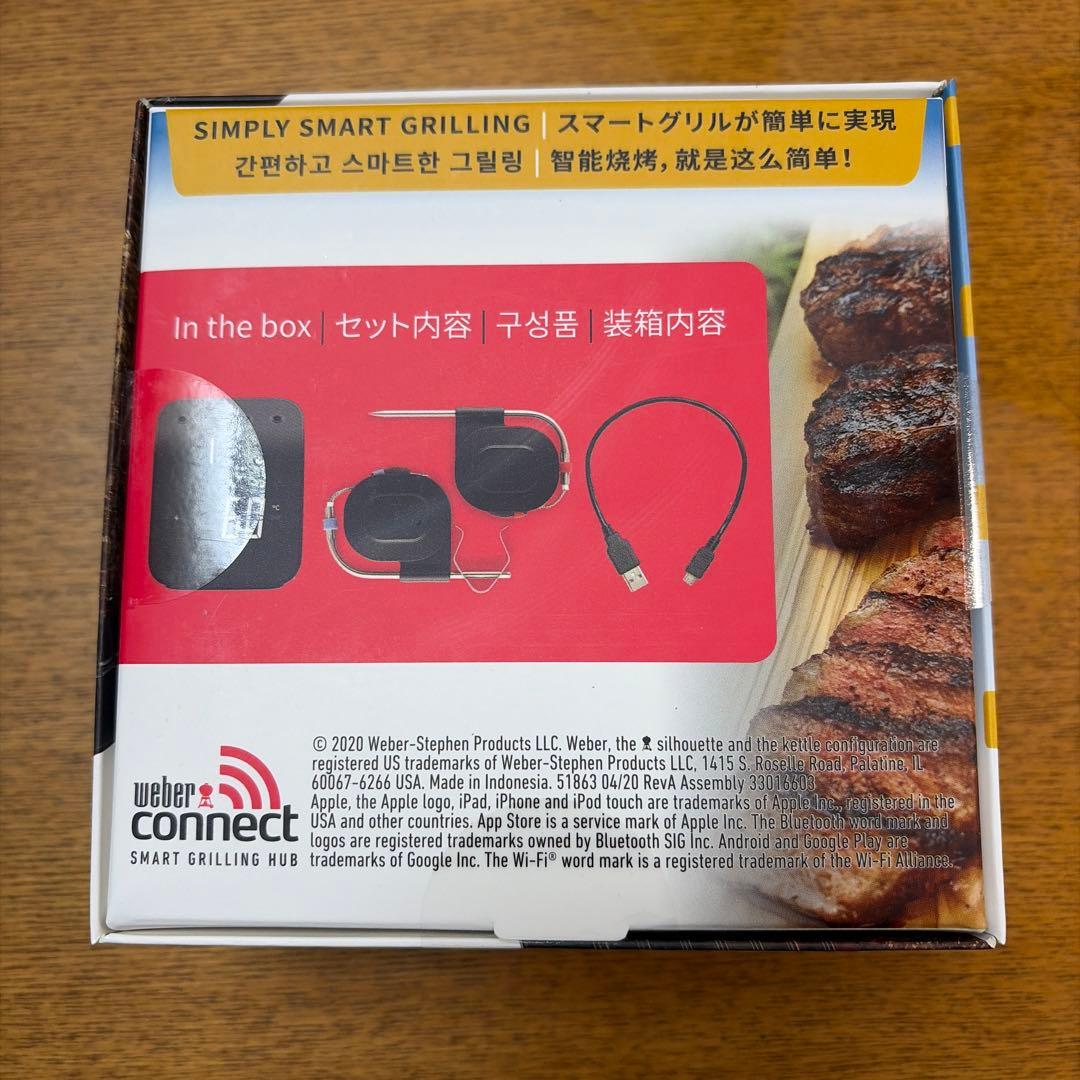 SIMPLY SMART GRILLING | スマートグリルが簡単に実現
간편하고 스마트한 그릴링 | 智能烧烤,就是这么简单!
In the box | セット内容 | 구성품 | 装箱内容
°C
weber
connect
SMART GRILLING HUB
© 2020 Weber-Stephen Products LLC. Weber, the silhouette and the kettle configuration are
registered US trademarks of Weber-Stephen Products LLC, 1415 S. Roselle Road, Palatine, IL
60067-6266 USA. Made in Indonesia. 51863 04/20 RevA Assembly 33016603
Apple, the Apple logo, iPad, iPhone and iPod touch are trademarks of Apple Inc., registered in the
USA and other countries. App Store is a service mark of Apple Inc. The Bluetooth word mark and
logos are registered trademarks owned by Bluetooth SIG Inc. Android and Google Play are
trademarks of Google Inc. The Wi-Fi® word mark is a registered trademark of the Wi-Fi Alliance.